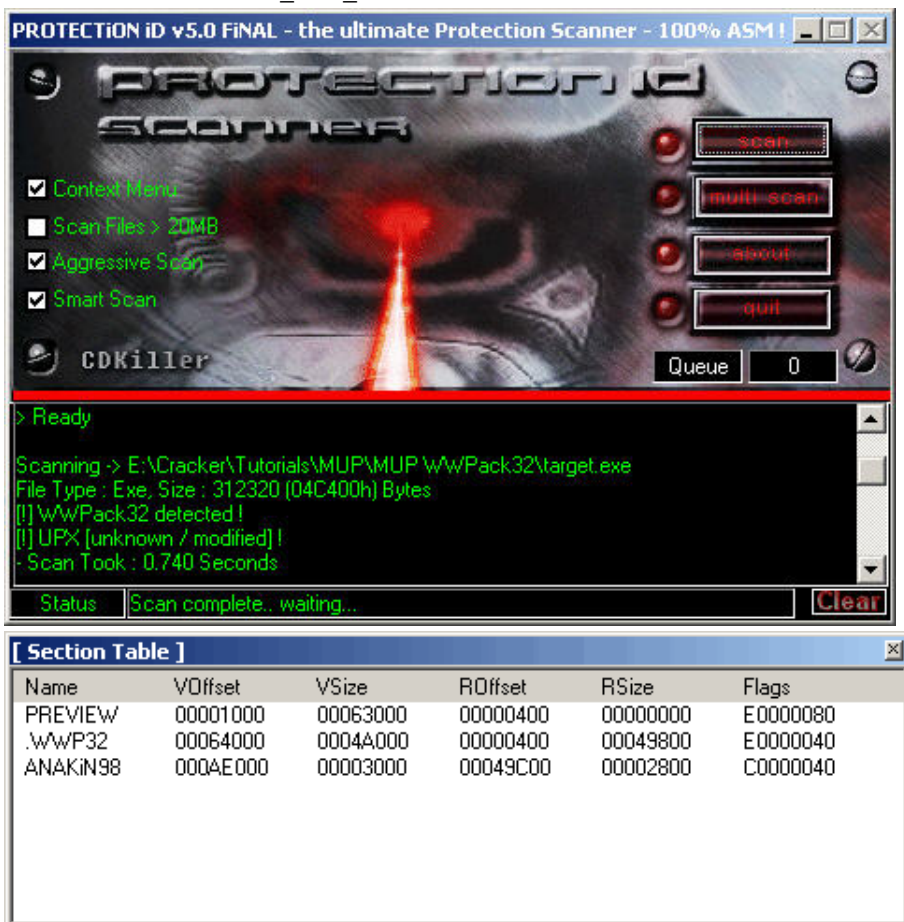 PROTECTiON iD v5.0 FiNAL - the ultimate Protection Scanner - 100% ASM !
PROTECTION ID
SCANNER
scan
Context Menu
multi scan
Scan Files > 20MB
Aggressive Scan
about
Smart Scan
quit
CDKiller
Queue 0
> Ready
Scanning -> E:\Cracker\Tutorials\MUP\MUP WWPack32\target.exe
File Type : Exe, Size : 312320 (04C400h) Bytes
[!] WWPack32 detected !
[!] UPX [unknown / modified] !
- Scan Took : 0.740 Seconds
Status Scan complete.. waiting... Clear
[ Section Table ]
Name VOffset VSize ROffset RSize Flags
PREVIEW 00001000 00063000 00000400 00000000 E0000080
.WWP32 00064000 0004A000 00000400 00049800 E0000040
ANAKiN98 000AE000 00003000 00049C00 00002800 C0000040